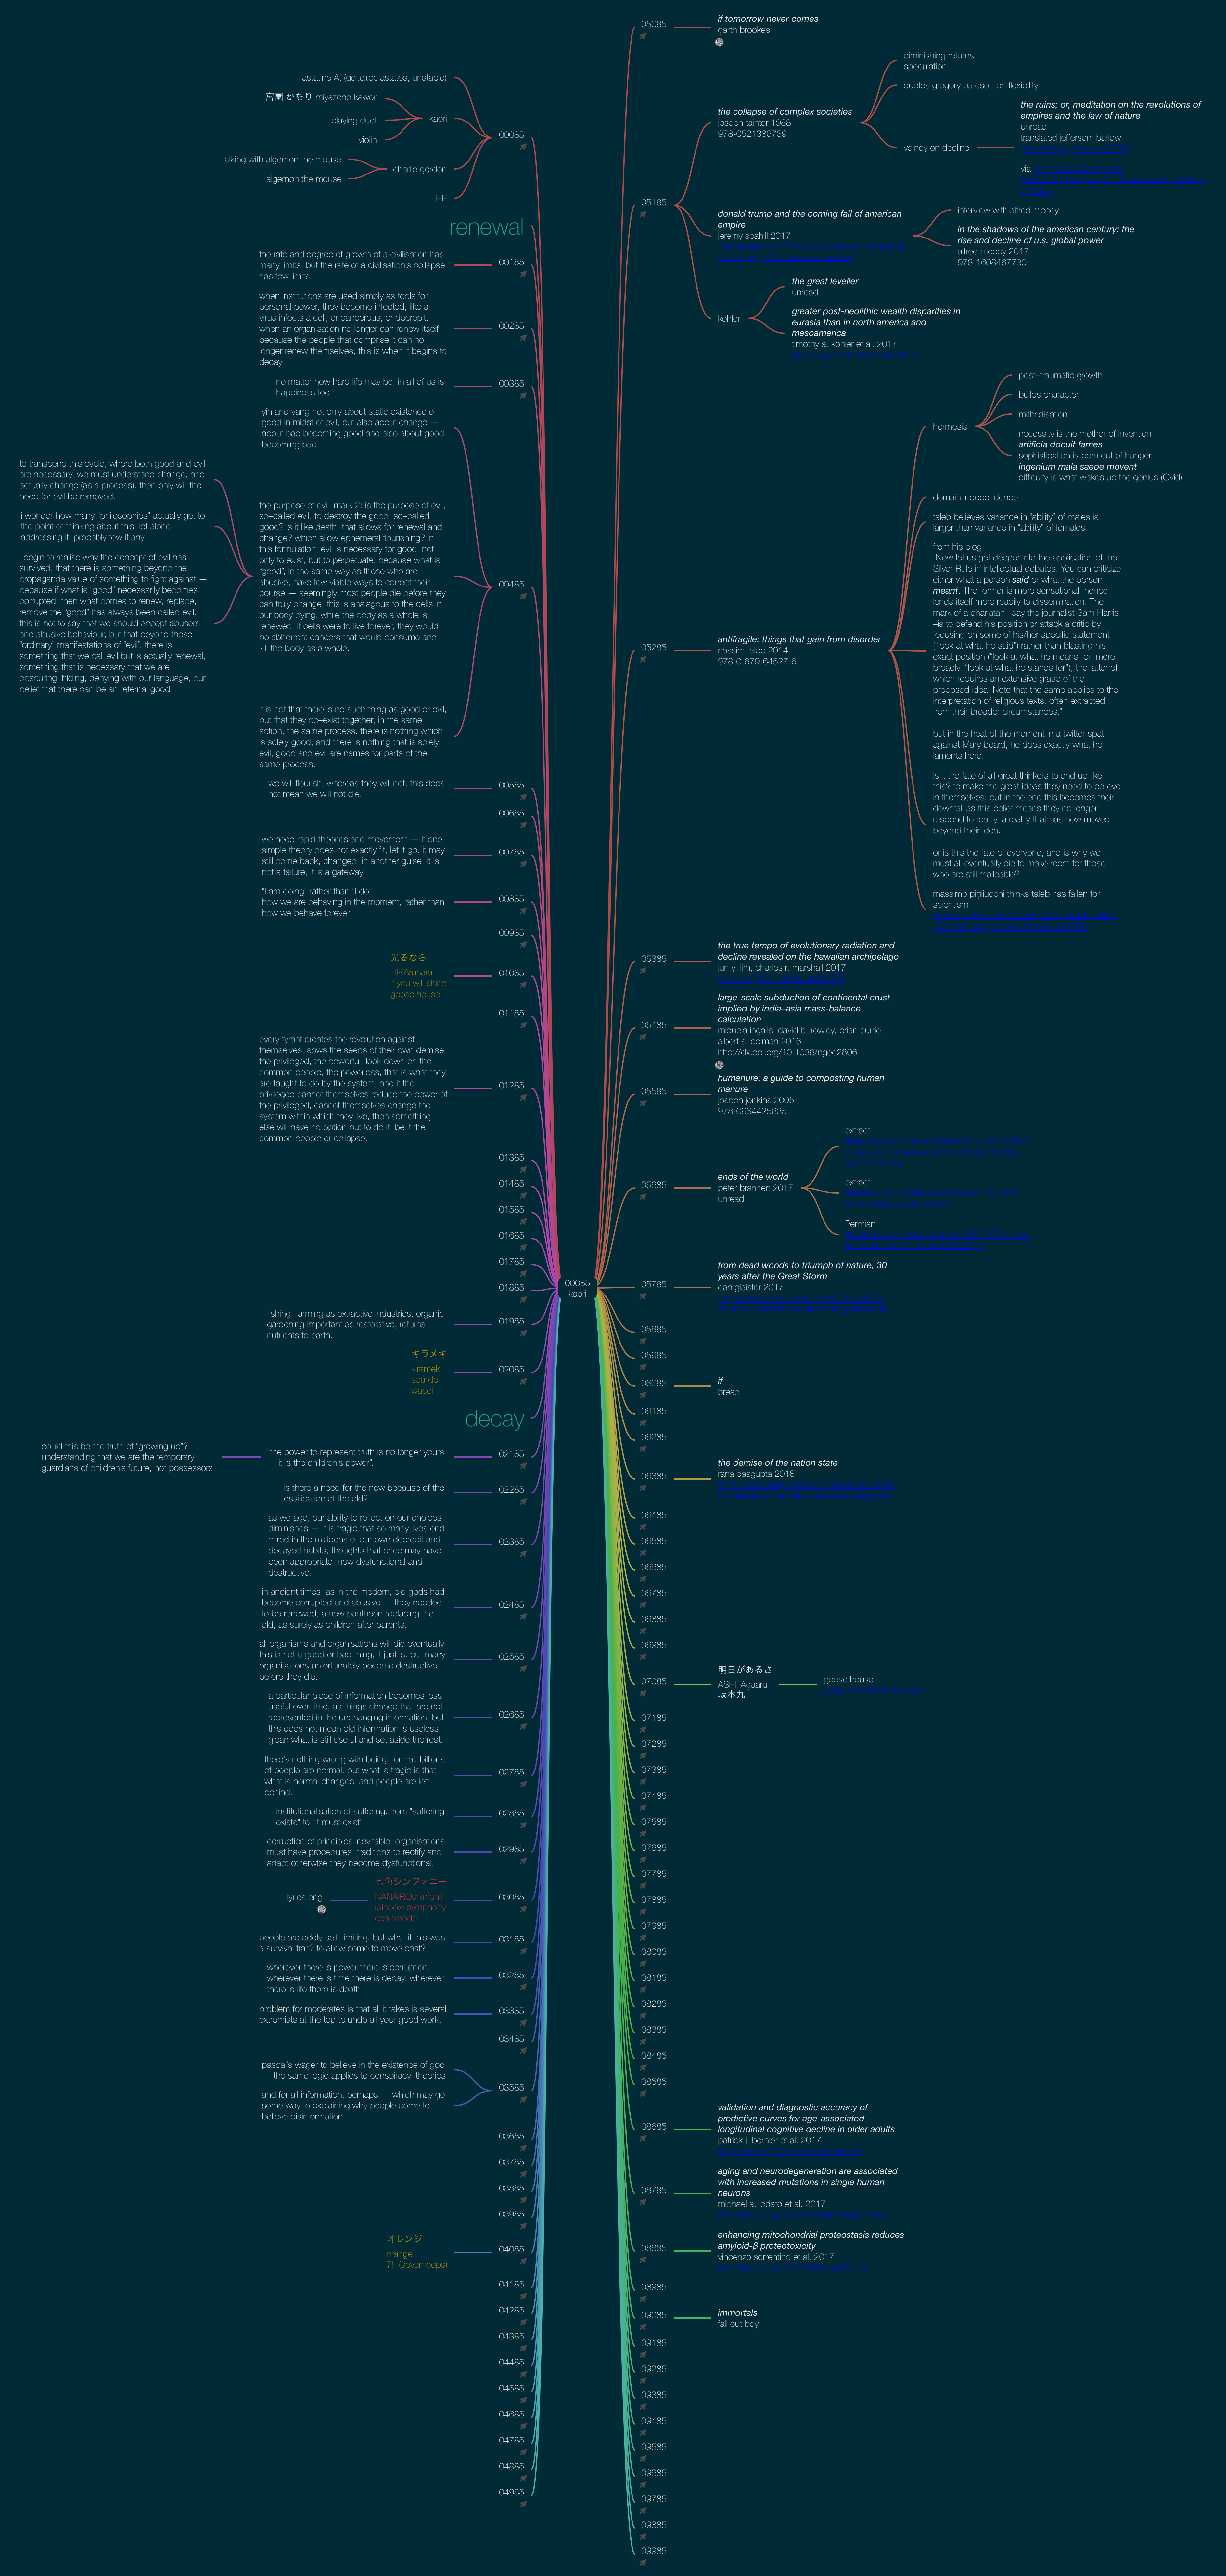 00085
kaori
00085
astatine At (αστατος astatos, unstable)
kaori
宮園 かをり miyazono kawori
playing duet
violin
charlie gordon
talking with algernon the mouse
algernon the mouse
HE
renewal
00185
the rate and degree of growth of a civilisation has
many limits, but the rate of a civilisation's collapse
has few limits.
00285
when institutions are used simply as tools for
personal power, they become infected, like a
virus infects a cell, or cancerous, or decrepit.
when an organisation no longer can renew itself
because the people that comprise it can no
longer renew themselves, this is when it begins to
decay
00385
no matter how hard life may be, in all of us is
happiness too.
00485
yin and yang not only about static existence of
good in midst of evil, but also about change —
about bad becoming good and also about good
becoming bad
the purpose of evil, mark 2: is the purpose of evil,
so–called evil, to destroy the good, so–called
good? is it like death, that allows for renewal and
change? which allow ephemeral flourishing? in
this formulation, evil is necessary for good, not
only to exist, but to perpetuate, because what is
"good", in the same way as those who are
abusive, have few viable ways to correct their
course — seemingly most people die before they
can truly change. this is analagous to the cells in
our body dying, while the body as a whole is
renewed. if cells were to live forever, they would
be abhorrent cancers that would consume and
kill the body as a whole.
to transcend this cycle, where both good and evil
are necessary, we must understand change, and
actually change (as a process). then only will the
need for evil be removed.
i wonder how many "philosophies" actually get to
the point of thinking about this, let alone
addressing it. probably few if any
i begin to realise why the concept of evil has
survived, that there is something beyond the
propaganda value of something to fight against —
because if what is "good" necessarily becomes
corrupted, then what comes to renew, replace,
remove the "good" has always been called evil.
this is not to say that we should accept abusers
and abusive behaviour, but that beyond those
"ordinary" manifestations of "evil", there is
something that we call evil but is actually renewal,
something that is necessary that we are
obscuring, hiding, denying with our language, our
belief that there can be an "eternal good".
it is not that there is no such thing as good or evil,
but that they co–exist together, in the same
action, the same process. there is nothing which
is solely good, and there is nothing that is solely
evil, good and evil are names for parts of the
same process.
00585
we will flourish, whereas they will not. this does
not mean we will not die.
00685
00785
we need rapid theories and movement — if one
simple theory does not exactly fit, let it go. it may
still come back, changed, in another guise. it is
not a failure, it is a gateway
00885
"I am doing" rather than "I do"
how we are behaving in the moment, rather than
how we behave forever
00985
01085
光るなら
HIKArunara
if you will shine
goose house
01185
01285
every tyrant creates the revolution against
themselves, sows the seeds of their own demise;
the privileged, the powerful, look down on the
common people, the powerless, that is what they
are taught to do by the system, and if the
privileged cannot themselves reduce the power of
the privileged, cannot themselves change the
system within which they live, then something
else will have no option but to do it, be it the
common people or collapse.
01385
01485
01585
01685
01785
01885
01985
fishing, farming as extractive industries. organic
gardening important as restorative, returns
nutrients to earth.
02085
キラメキ
kirameki
sparkle
wacci
decay
02185
"the power to represent truth is no longer yours
— it is the children's power".
could this be the truth of "growing up"?
understanding that we are the temporary
guardians of children's future, not possessors.
02285
is there a need for the new because of the
ossification of the old?
02385
as we age, our ability to reflect on our choices
diminishes — it is tragic that so many lives end
mired in the middens of our own decrepit and
decayed habits, thoughts that once may have
been appropriate, now dysfunctional and
destructive.
02485
in ancient times, as in the modern, old gods had
become corrupted and abusive — they needed
to be renewed, a new pantheon replacing the
old, as surely as children after parents.
02585
all organisms and organisations will die eventually.
this is not a good or bad thing, it just is. but many
organisations unfortunately become destructive
before they die.
02685
a particular piece of information becomes less
useful over time, as things change that are not
represented in the unchanging information. but
this does not mean old information is useless.
glean what is still useful and set aside the rest.
02785
there's nothing wrong with being normal. billions
of people are normal. but what is tragic is that
what is normal changes, and people are left
behind.
02885
institutionalisation of suffering. from "suffering
exists" to "it must exist".
02985
corruption of principles inevitable. organisations
must have procedures, traditions to rectify and
adapt otherwise they become dysfunctional.
03085
七色シンフォニー
NANAIROshinfonii
rainbow symphony
coalamode
lyrics eng
03185
people are oddly self–limiting. but what if this was
a survival trait? to allow some to move past?
03285
wherever there is power there is corruption.
wherever there is time there is decay. wherever
there is life there is death.
03385
problem for moderates is that all it takes is several
extremists at the top to undo all your good work.
03485
03585
pascal's wager to believe in the existence of god
— the same logic applies to conspiracy–theories
and for all information, perhaps — which may go
some way to explaining why people come to
believe disinformation
03685
03785
03885
03985
04085
オレンジ
orange
7!! (seven oops)
04185
04285
04385
04485
04585
04685
04785
04885
04985
05085
if tomorrow never comes
garth brookes
05185
the collapse of complex societies
joseph tainter 1988
978-0521386739
diminishing returns
speculation
quotes gregory bateson on flexibility
volney on decline
the ruins; or, meditation on the revolutions of
empires and the law of nature
unread
translated jefferson–barlow
via
donald trump and the coming fall of american
empire
jeremy scahill 2017
interview with alfred mccoy
in the shadows of the american century: the
rise and decline of u.s. global power
alfred mccoy 2017
978-1608467730
kohler
the great leveller
unread
greater post-neolithic wealth disparities in
eurasia than in north america and
mesoamerica
timothy a. kohler et al. 2017
05285
antifragile: things that gain from disorder
nassim taleb 2014
978-0-679-64527-6
hormesis
post–traumatic growth
builds character
mithridisation
necessity is the mother of invention
artificia docuit fames
sophistication is born out of hunger
ingenium mala saepe movent
difficulty is what wakes up the genius (Ovid)
domain independence
taleb believes variance in "ability" of males is
larger than variance in "ability" of females
from his blog:
"Now let us get deeper into the application of the
Silver Rule in intellectual debates. You can criticize
either what a person said or what the person
meant. The former is more sensational, hence
lends itself more readily to dissemination. The
mark of a charlatan –say the journalist Sam Harris
–is to defend his position or attack a critic by
focusing on some of his/her specific statement
("look at what he said") rather than blasting his
exact position ("look at what he means" or, more
broadly, "look at what he stands for"), the latter of
which requires an extensive grasp of the
proposed idea. Note that the same applies to the
interpretation of religious texts, often extracted
from their broader circumstances."
but in the heat of the moment in a twitter spat
against Mary beard, he does exactly what he
laments here.
is it the fate of all great thinkers to end up like
this? to make the great ideas they need to believe
in themselves, but in the end this becomes their
downfall as this belief means they no longer
respond to reality, a reality that has now moved
beyond their idea.
or is this the fate of everyone, and is why we
must all eventually die to make room for those
who are still malleable?
massimo pigliucchi thinks taleb has fallen for
scientism
05385
the true tempo of evolutionary radiation and
decline revealed on the hawaiian archipelago
jun y. lim, charles r. marshall 2017
05485
large-scale subduction of continental crust
implied by india–asia mass-balance
calculation
miquela ingalls, david b. rowley, brian currie,
albert s. colman 2016
http://dx.doi.org/10.1038/ngeo2806
05585
humanure: a guide to composting human
manure
joseph jenkins 2005
978-0964425835
05685
ends of the world
peter brannen 2017
unread
extract
extract
Permian
05785
from dead woods to triumph of nature, 30
years after the Great Storm
dan glaister 2017
05885
05985
06085
if
bread
06185
06285
06385
the demise of the nation state
rana dasgupta 2018
06485
06585
06685
06785
06885
06985
07085
明日があるさ
ASHITAgaaru
坂本九
goose house
07185
07285
07385
07485
07585
07685
07785
07885
07985
08085
08185
08285
08385
08485
08585
08685
validation and diagnostic accuracy of
predictive curves for age-associated
longitudinal cognitive decline in older adults
patrick j. bernier et al. 2017
08785
aging and neurodegeneration are associated
with increased mutations in single human
neurons
michael a. lodato et al. 2017
08885
enhancing mitochondrial proteostasis reduces
amyloid-β proteotoxicity
vincenzo sorrentino et al. 2017
08985
09085
immortals
fall out boy
09185
09285
09385
09485
09585
09685
09785
09885
09985